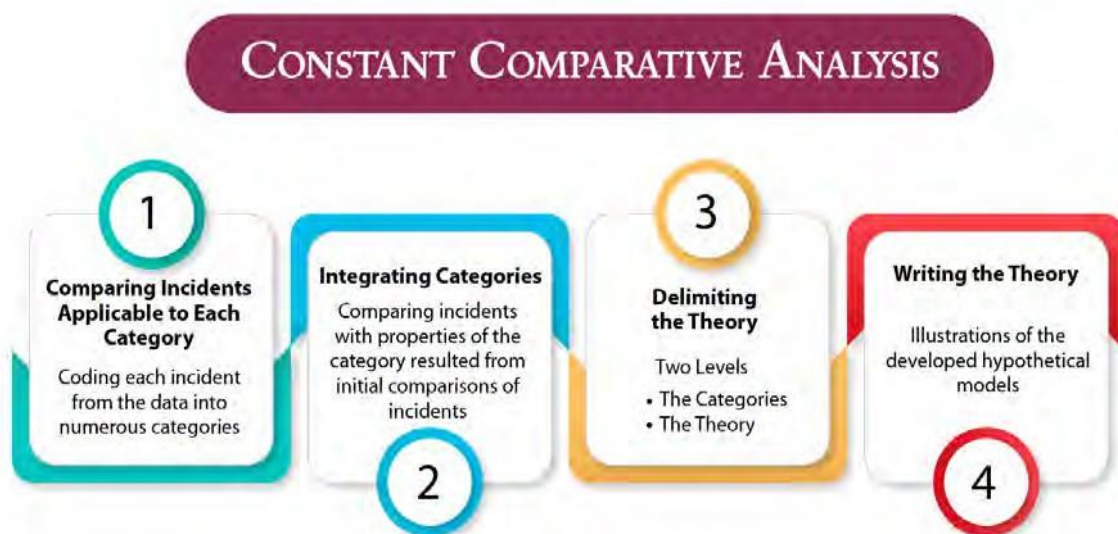 CONSTANT COMPARATIVE ANALYSIS
1
Comparing Incidents
Applicable to Each
Category
Coding each incident
from the data into
numerous categories
Integrating Categories
Comparing incidents
with properties of the
category resulted from
initial comparisons of
incidents
2
3
Delimiting
the Theory
Two Levels
• The Categories
• The Theory
Writing the Theory
Illustrations of the
developed hypothetical
models
4